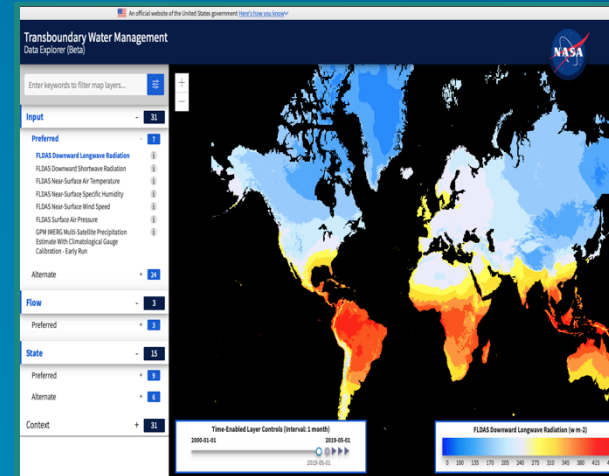 An official website of the United States government Here's how you know
Transboundary Water Management
Data Explorer (Beta)
NASA
Enter keywords to filter map layers...
+
-
Input - 31
Preferred - 7
FLDAS Downward Longwave Radiation
FLDAS Downward Shortwave Radiation
FLDAS Near-Surface Air Temperature
FLDAS Near-Surface Specific Humidity
FLDAS Near-Surface Wind Speed
FLDAS Surface Air Pressure
GPM IMERG Multi-Satellite Precipitation
Estimate With Climatological Gauge
Calibration - Early Run
Alternate + 24
Flow - 3
Preferred + 3
State - 15
Preferred + 9
Alternate + 6
Context + 31
Time-Enabled Layer Controls (Interval: 1 month)
2000-01-01 2019-05-01
2019-05-01
FLDAS Downward Longwave Radiation (w m-2)
0 100 135 170 205 240 275 310 345 380 415